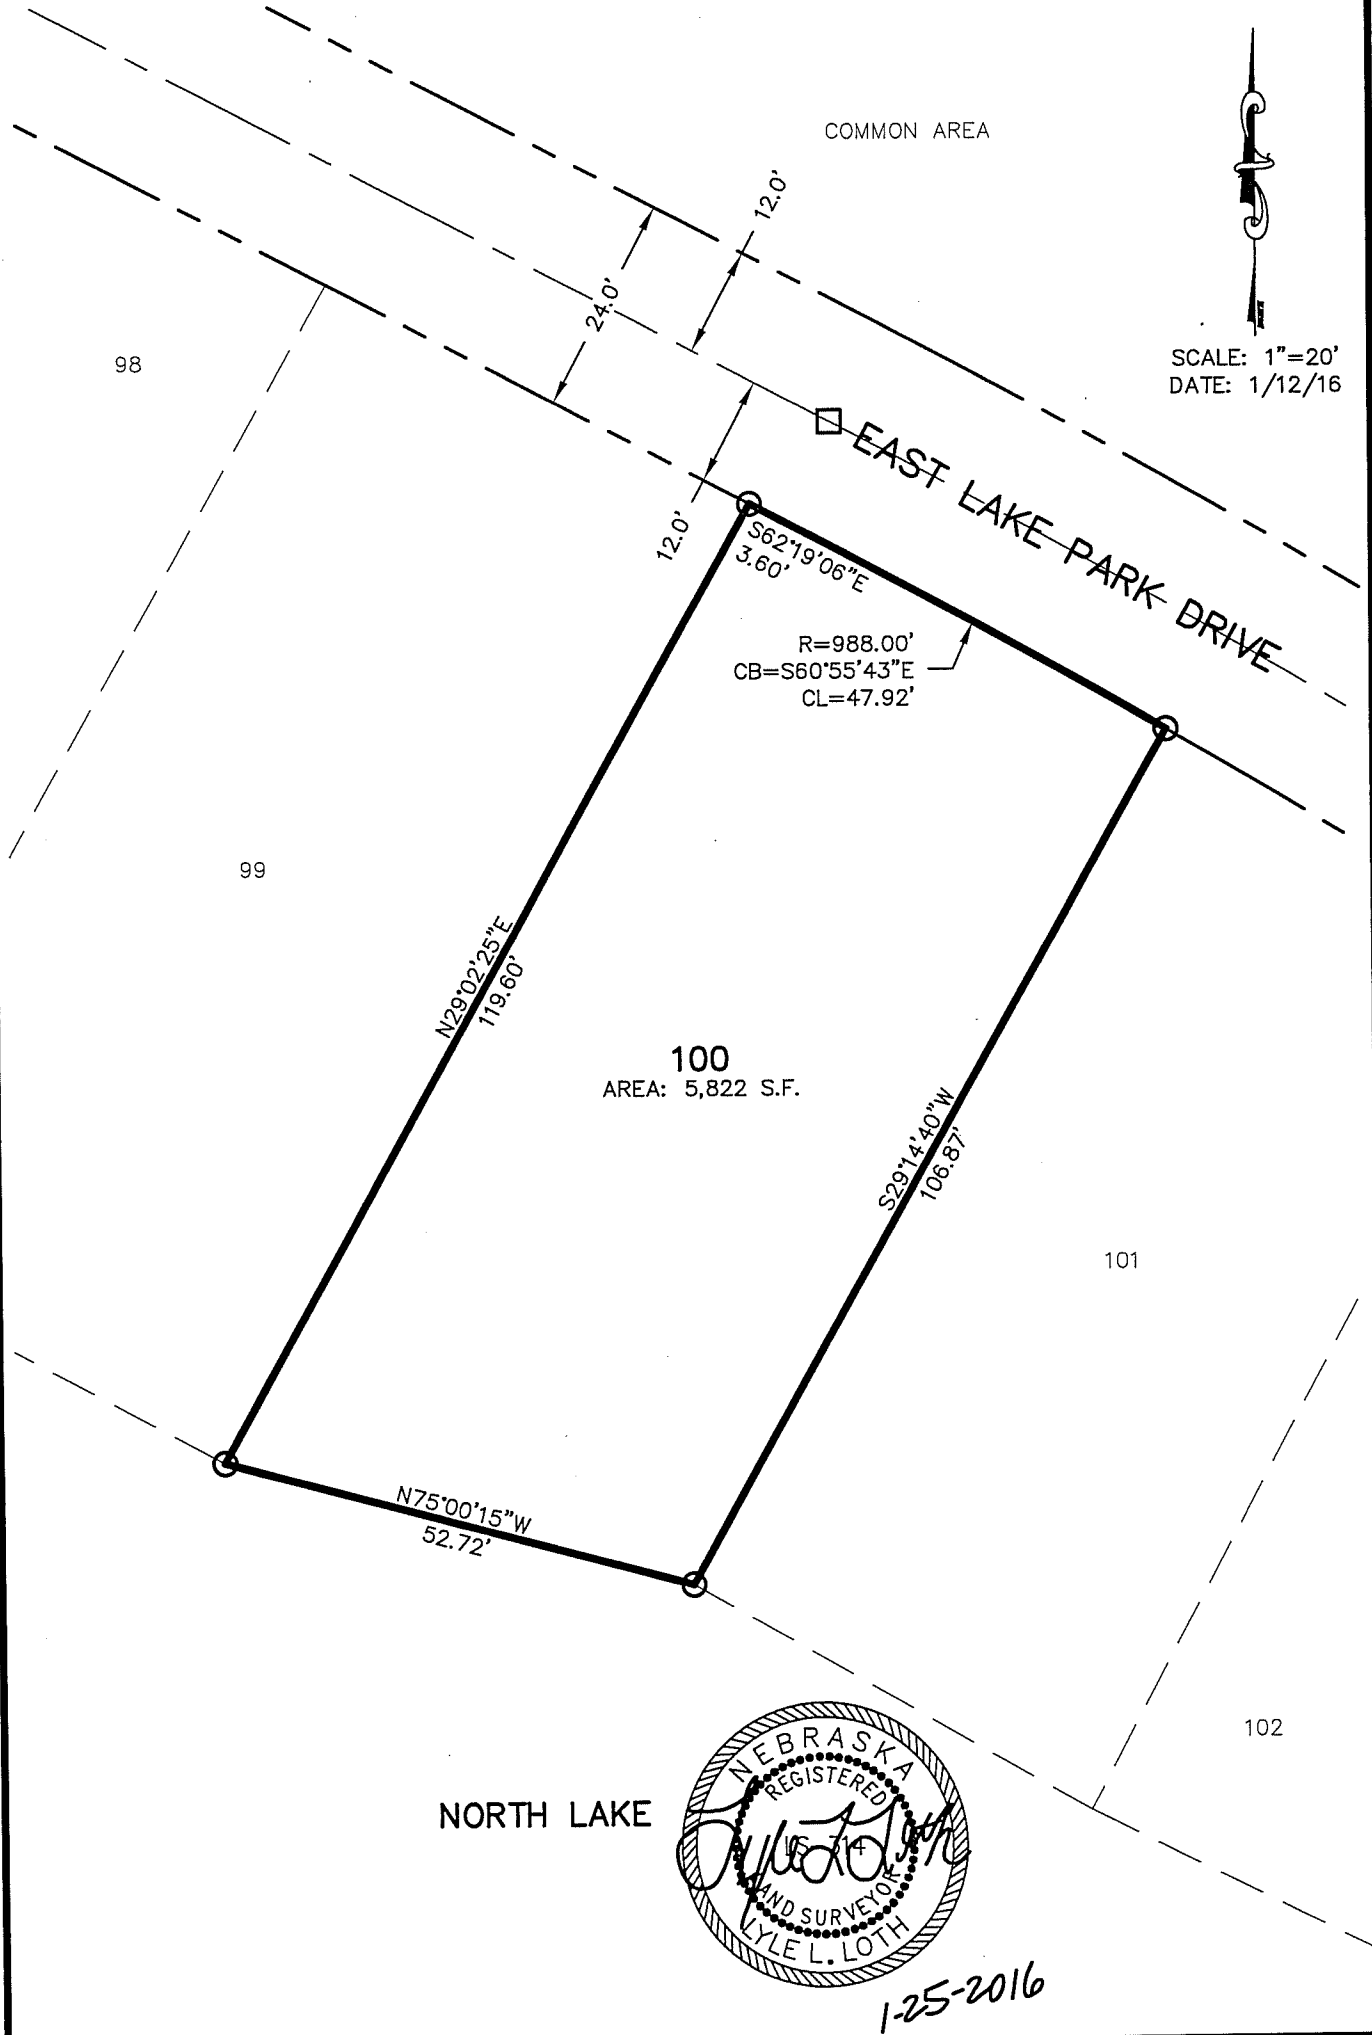 COMMON AREA
12.0'
24.0'
SCALE: 1"=20'
DATE: 1/12/16
98
EAST LAKE PARK DRIVE
12.0'
S62°19'06"E
3.60'
R=988.00'
CB=S60°55'43"E
CL=47.92'
99
N29°02'25"E
119.60'
100
AREA: 5,822 S.F.
S29°14'40"W
106.87'
101
N75°00'15"W
52.72'
102
NORTH LAKE
NEBRASKA
REGISTERED
LS 314
LAND SURVEYOR
LYLE L. LOTH
1-25-2016